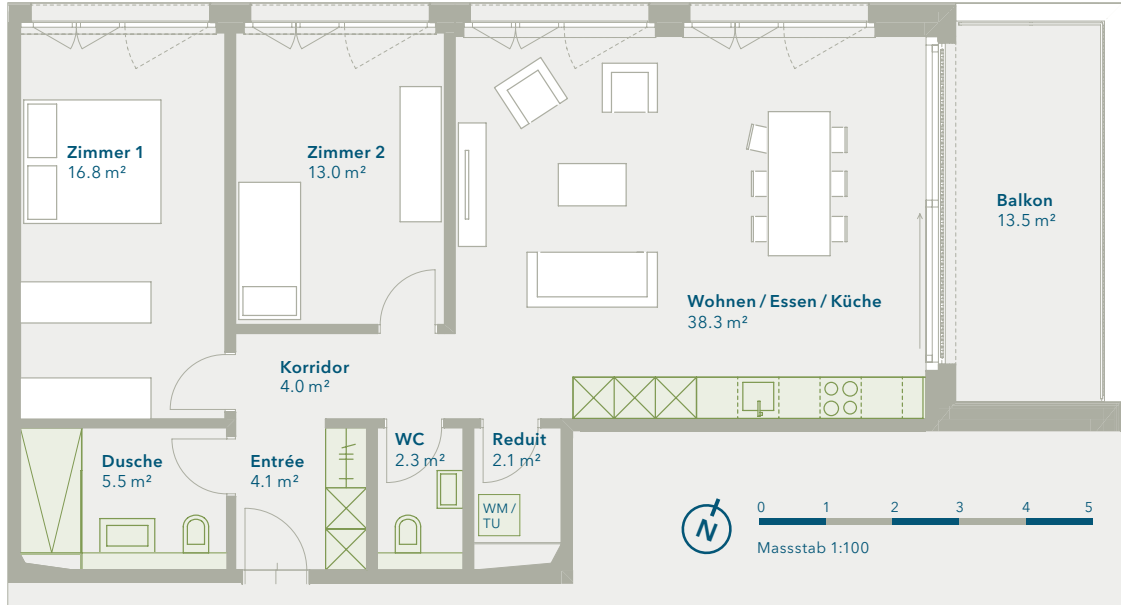 Zimmer 1
16.8 m²
Zimmer 2
13.0 m²
Balkon
13.5 m²
Wohnen / Essen / Küche
38.3 m²
Korridor
4.0 m²
Dusche
5.5 m²
Entrée
4.1 m²
WC
2.3 m²
Reduit
2.1 m²
WM /
TU
N
0 1 2 3 4 5
Massstab 1:100